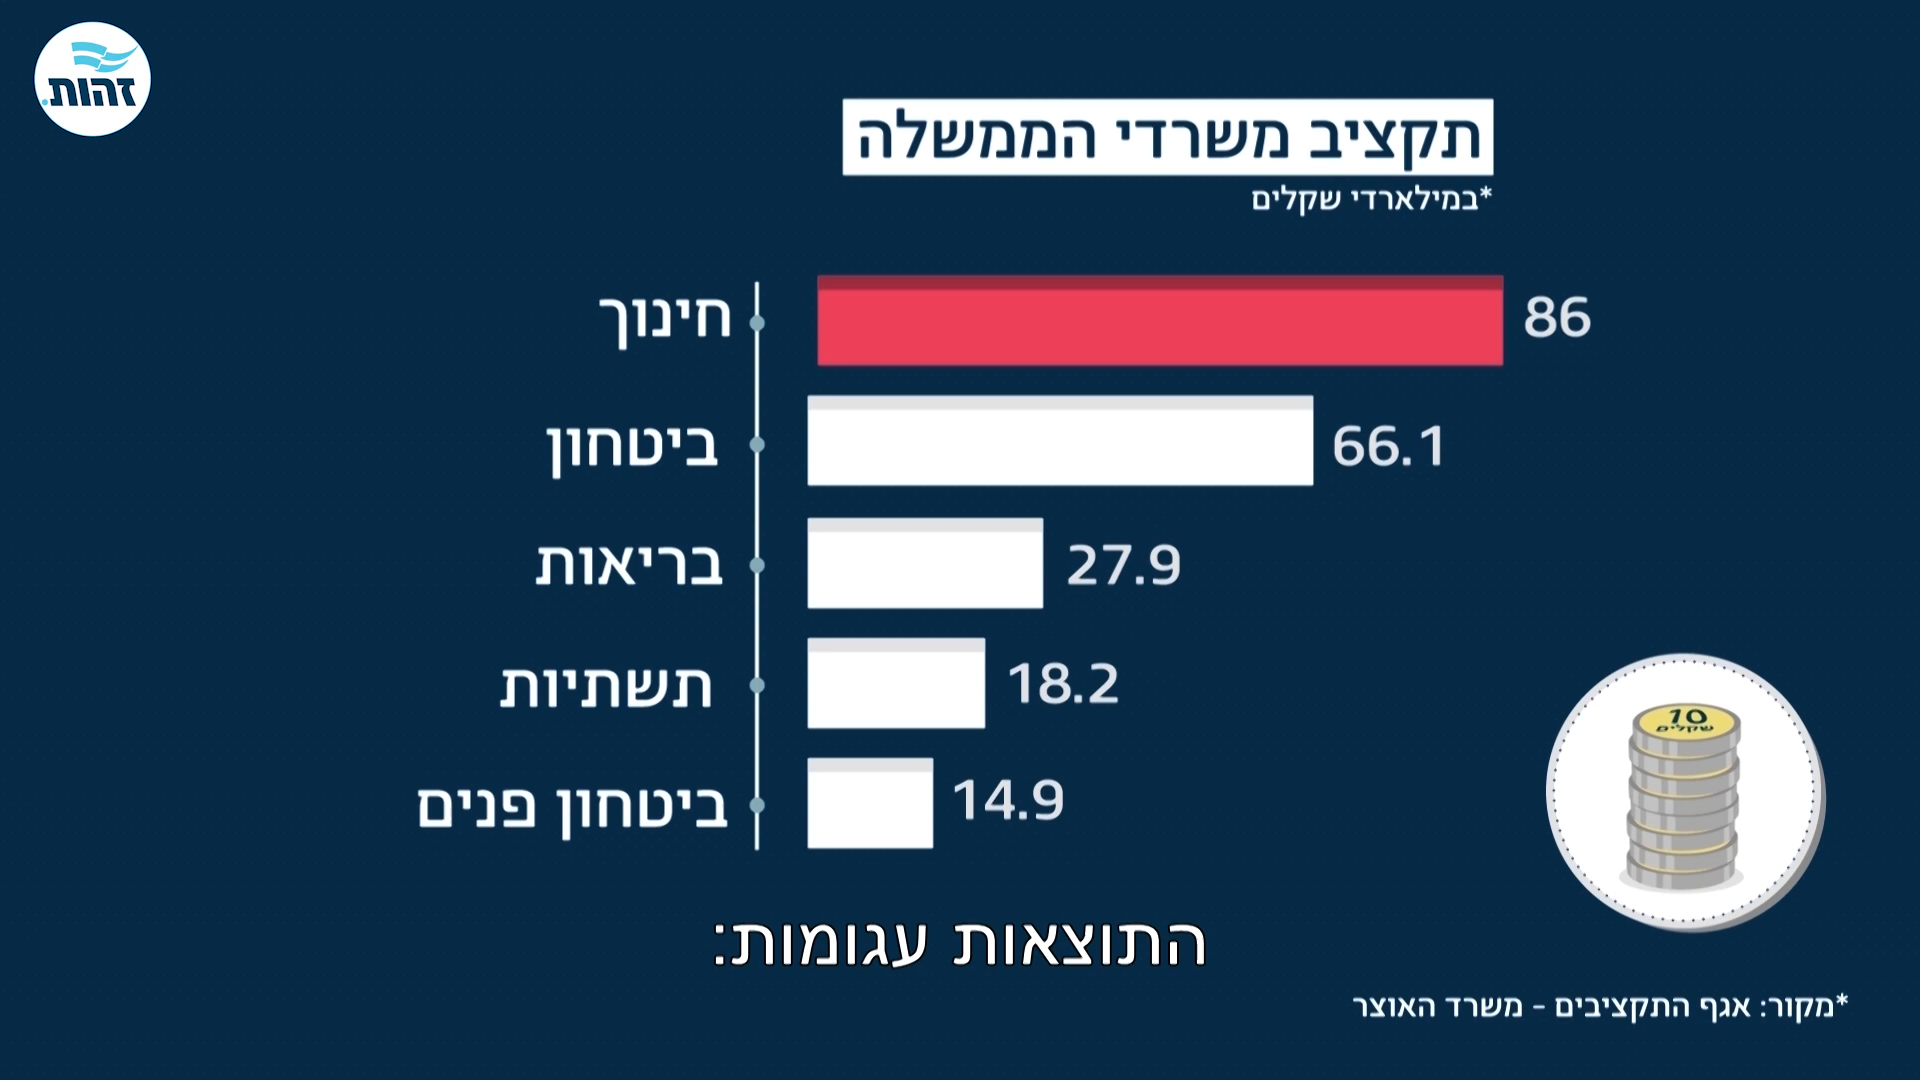 זהות.
תקציב משרדי הממשלה
*במילארדי שקלים
חינוך 86
ביטחון 66.1
בריאות 27.9
תשתיות 18.2
ביטחון פנים 14.9
10
שקלים
התוצאות עגומות:
*מקור: אגף התקציבים - משרד האוצר